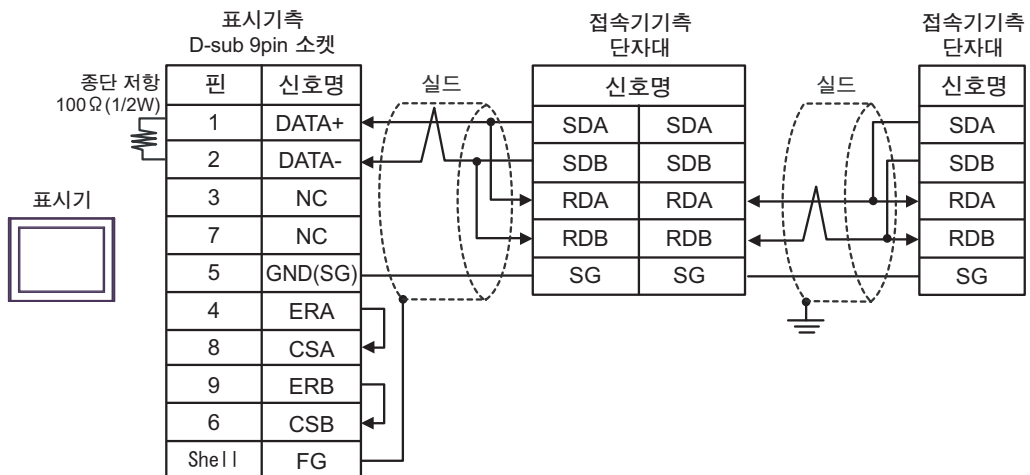 표시기측
D-sub 9pin 소켓
접속기기측
단자대
접속기기측
단자대
종단 저항
100Ω(1/2W)
핀 신호명
실드
신호명
실드
신호명
1 DATA+
SDA SDA
SDA
2 DATA-
SDB SDB
SDB
표시기
3 NC
RDA RDA
RDA
7 NC
RDB RDB
RDB
5 GND(SG)
SG SG
SG
4 ERA
8 CSA
9 ERB
6 CSB
Shell FG